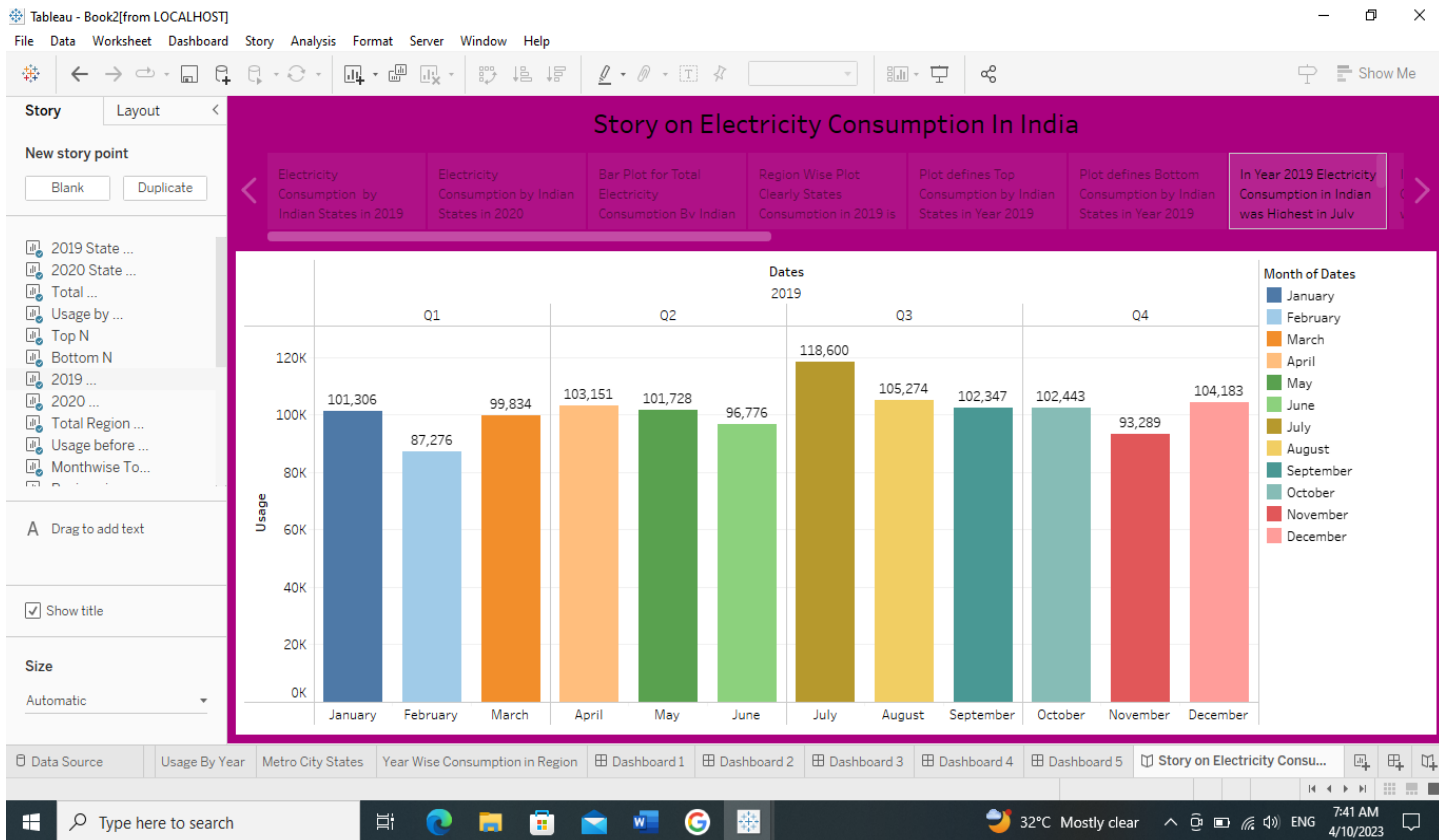 Tableau - Book2[from LOCALHOST]
File Data Worksheet Dashboard Story Analysis Format Server Window Help
Show Me
Story Layout
New story point
Blank Duplicate
2019 State ...
2020 State ...
Total ...
Usage by ...
Top N
Bottom N
2019 ...
2020 ...
Total Region ...
Usage before ...
Monthwise To...
A Drag to add text
Show title
Size
Automatic
Story on Electricity Consumption In India
Electricity
Consumption by
Indian States in 2019
Electricity
Consumption by Indian
States in 2020
Bar Plot for Total
Electricity
Consumption By Indian
Region Wise Plot
Clearly States
Consumption in 2019 is
Plot defines Top
Consumption by Indian
States in Year 2019
Plot defines Bottom
Consumption by Indian
States in Year 2019
In Year 2019 Electricity
Consumption in Indian
was Highest in July
Dates
2019
Q1 Q2 Q3 Q4
Usage
120K
100K
80K
60K
40K
20K
0K
101,306
87,276
99,834
103,151
101,728
96,776
118,600
105,274
102,347
102,443
93,289
104,183
January February March April May June July August September October November December
Month of Dates
January
February
March
April
May
June
July
August
September
October
November
December
Data Source Usage By Year Metro City States Year Wise Consumption in Region Dashboard 1 Dashboard 2 Dashboard 3 Dashboard 4 Dashboard 5 Story on Electricity Consu...
Type here to search
32°C Mostly clear
ENG
7:41 AM
4/10/2023